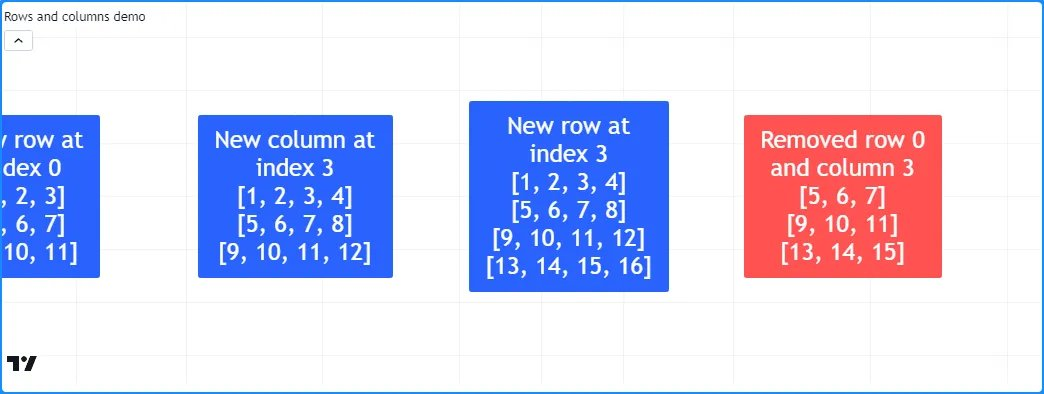 Rows and columns demo
row at
dex 0
, 2, 3]
, 6, 7]
10, 11]
New column at
index 3
[1, 2, 3, 4]
[5, 6, 7, 8]
[9, 10, 11, 12]
New row at
index 3
[1, 2, 3, 4]
[5, 6, 7, 8]
[9, 10, 11, 12]
[13, 14, 15, 16]
Removed row 0
and column 3
[5, 6, 7]
[9, 10, 11]
[13, 14, 15]